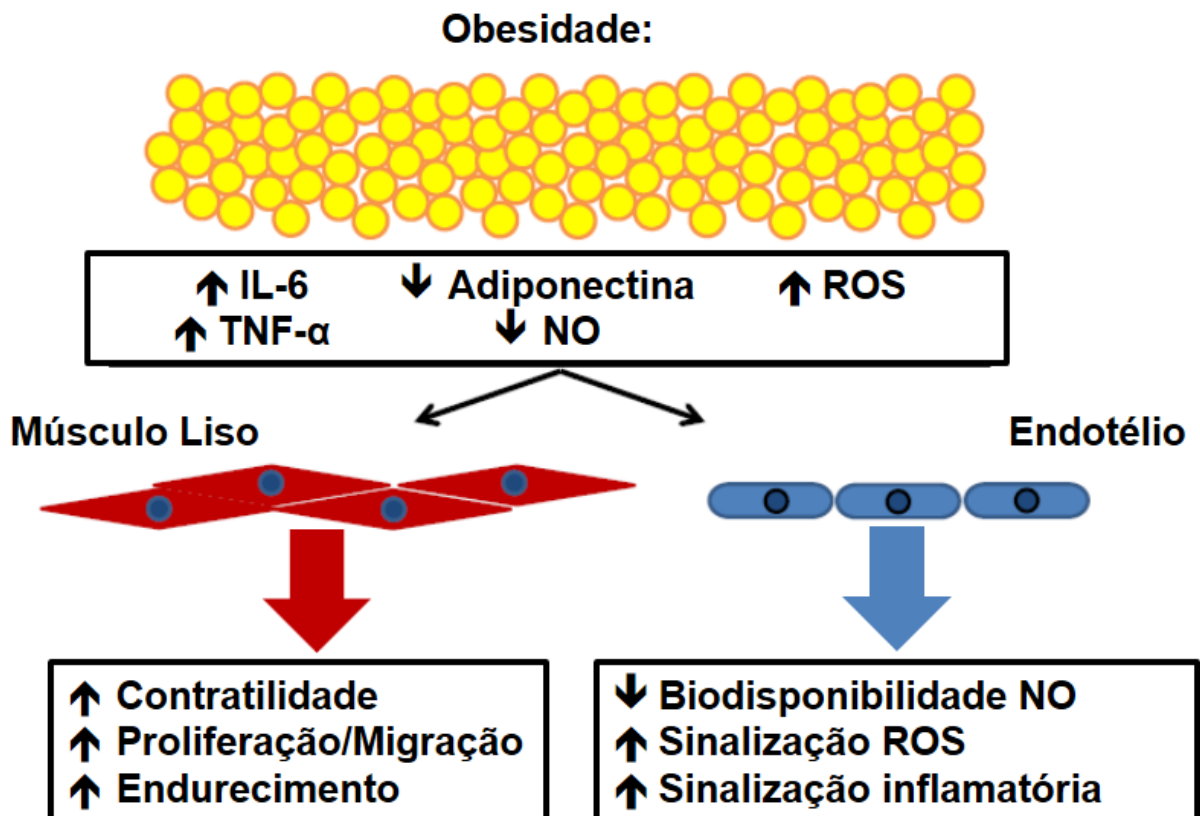 Obesidade:
↑ IL-6 ↓ Adiponectina ↑ ROS
↑ TNF-α ↓ NO
Músculo Liso
Endotélio
↑ Contratilidade
↑ Proliferação/Migração
↑ Endurecimento
↓ Biodisponibilidade NO
↑ Sinalização ROS
↑ Sinalização inflamatória